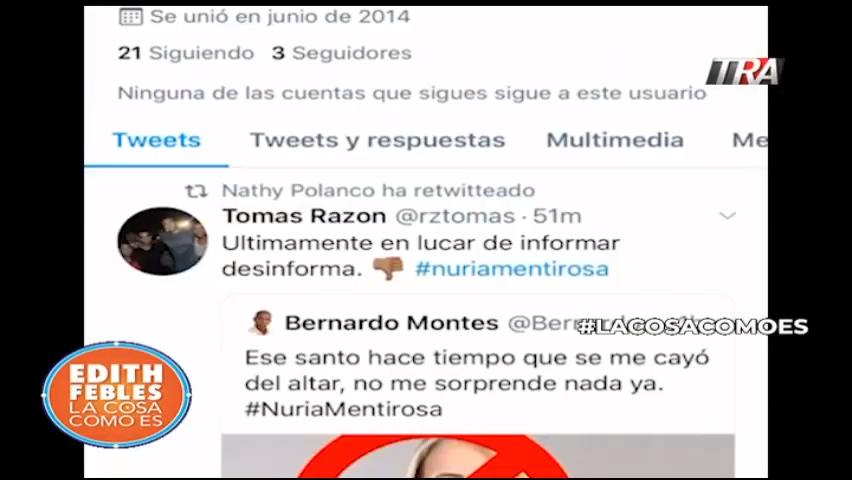 Se unió en junio de 2014
21 Siguiendo 3 Seguidores
Ninguna de las cuentas que sigues sigue a este usuario
Tweets Tweets y respuestas Multimedia Me
Nathy Polanco ha retwitteado
Tomas Razon @rztomas · 51m
Ultimamente en lucar de informar
desinforma. 👎🏾 #nuriamentirosa
Bernardo Montes @Ber
Ese santo hace tiempo que se me cayó
del altar, no me sorprende nada ya.
#NuriaMentirosa
TRA
#LACOSACOMOES
EDITH
FEBLES
LA COSA
COMO ES